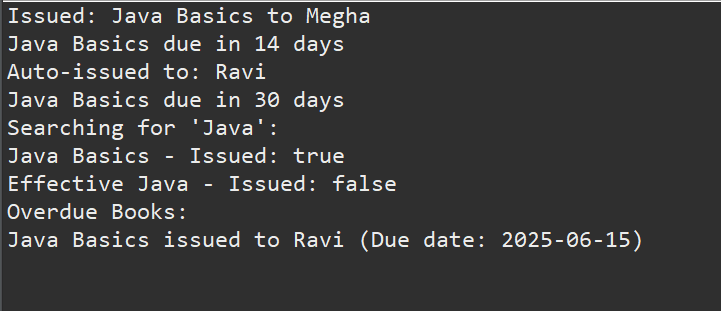 Issued: Java Basics to Megha
Java Basics due in 14 days
Auto-issued to: Ravi
Java Basics due in 30 days
Searching for 'Java':
Java Basics - Issued: true
Effective Java - Issued: false
Overdue Books:
Java Basics issued to Ravi (Due date: 2025-06-15)